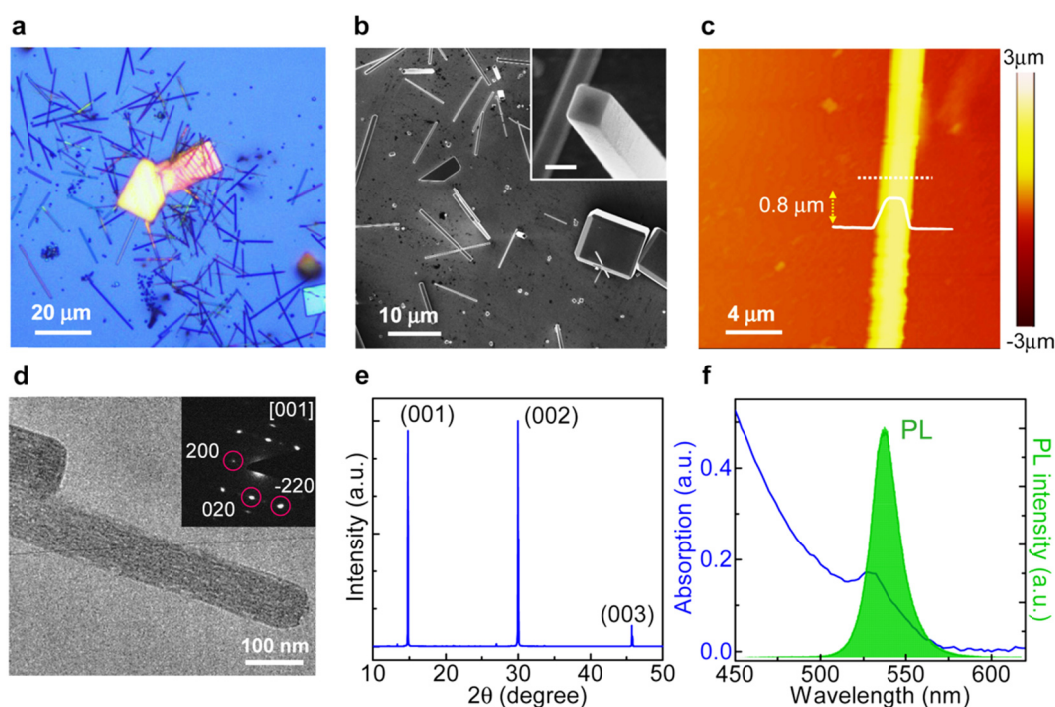 a
20 μm
b
10 μm
c
0.8 μm
4 μm
3μm
-3μm
d
[001]
200
020
-220
100 nm
e
Intensity (a.u.)
(001)
(002)
(003)
10
20
30
40
50
2θ (degree)
f
Absorption (a.u.)
0.4
0.2
0.0
PL
PL intensity
(a.u.)
450
500
550
600
Wavelength (nm)